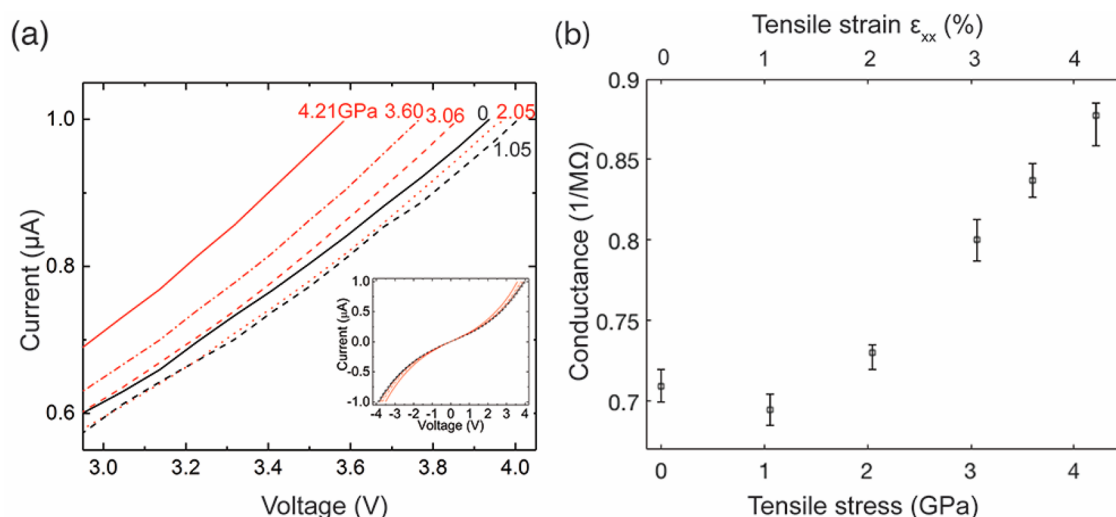 (a)
4.21GPa 3.60 3.06 0 2.05
1.05
1.0
0.8
0.6
Current (µA)
3.0 3.2 3.4 3.6 3.8 4.0
Voltage (V)
1.0
0.5
0.0
-0.5
-1.0
Current (µA)
-4 -3 -2 -1 0 1 2 3 4
Voltage (V)
(b)
Tensile strain εxx (%)
0 1 2 3 4
0.9
0.85
0.8
0.75
0.7
Conductance (1/MΩ)
0 1 2 3 4
Tensile stress (GPa)